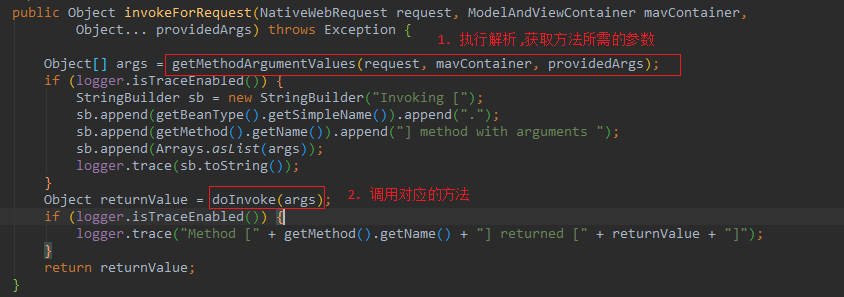 public Object invokeForRequest(NativeWebRequest request, ModelAndViewContainer mavContainer,
Object... providedArgs) throws Exception {
1. 执行解析,获取方法所需的参数
Object[] args = getMethodArgumentValues(request, mavContainer, providedArgs);
if (logger.isTraceEnabled()) {
StringBuilder sb = new StringBuilder("Invoking [");
sb.append(getBeanType().getSimpleName()).append(".");
sb.append(getMethod().getName()).append("] method with arguments ");
sb.append(Arrays.asList(args));
logger.trace(sb.toString());
}
Object returnValue = doInvoke(args); 2. 调用对应的方法
if (logger.isTraceEnabled()) {
logger.trace("Method [" + getMethod().getName() + "] returned [" + returnValue + "]");
}
return returnValue;
}